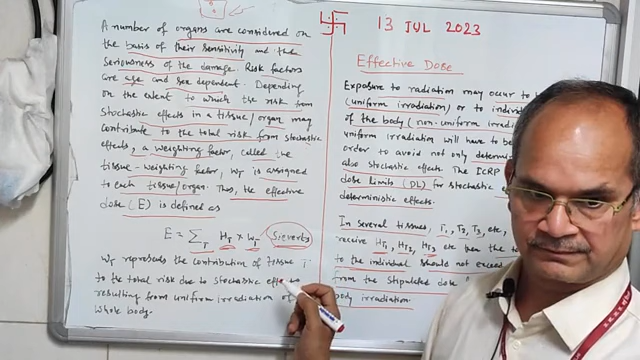 13 JUL 2023
A number of organs are considered on
the basis of their sensitivity and the
seriousness of the damage. Risk factors
are age and sex dependent. Depending
on the extent to which the risk from
stochastic effects in a tissue/organ may
contribute to the total risk from stochastic
effects, a weighting factor, called the
tissue-weighting factor, WT is assigned
to each tissue/organ. Thus, the effective
dose (E) is defined as
E = ∑T HT × WT Sieverts
WT represents the contribution of tissue T
to the total risk due to stochastic effects
resulting from uniform irradiation of
whole body.
Effective Dose
Exposure to radiation may occur to
(uniform irradiation) or to
of the body (non-uniform
uniform irradiation will have to be
order to avoid not only
also stochastic effects. The ICRP
dose limits (DL) for stochastic
deterministic effects.
In several tissues, T1, T2, T3, etc,
receive HT1, HT2, HT3 etc then the
to the individual should not exceed
from the stipulated dose
body irradiation.